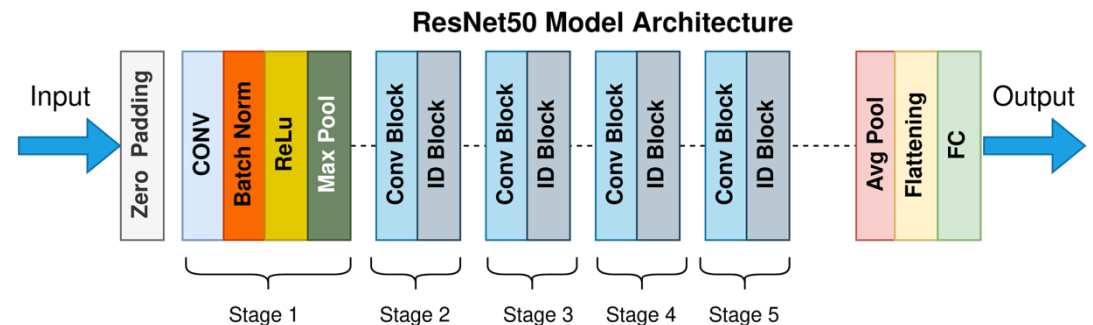 ResNet50 Model Architecture
Input
Zero Padding
CONV
Batch Norm
ReLu
Max Pool
Conv Block
ID Block
Conv Block
ID Block
Conv Block
ID Block
Conv Block
ID Block
Avg Pool
Flattening
FC
Output
Stage 1
Stage 2
Stage 3
Stage 4
Stage 5